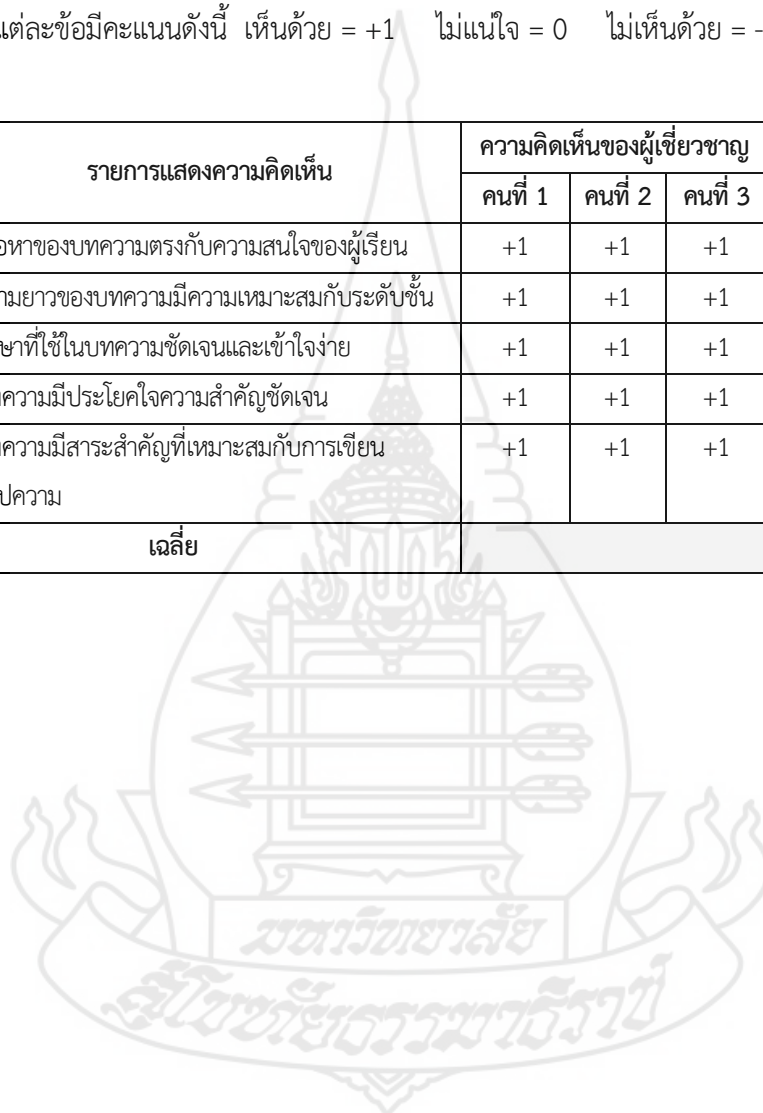 แต่ละข้อมีคะแนนดังนี้ เห็นด้วย = +1 ไม่แน่ใจ = 0 ไม่เห็นด้วย = -
รายการแสดงความคิดเห็น ความคิดเห็นของผู้เชี่ยวชาญ
คนที่ 1 คนที่ 2 คนที่ 3
อหาของบทความตรงกับความสนใจของผู้เรียน +1 +1 +1
ามยาวของบทความมีความเหมาะสมกับระดับชั้น +1 +1 +1
ษาที่ใช้ในบทความชัดเจนและเข้าใจง่าย +1 +1 +1
ความมีประโยคใจความสำคัญชัดเจน +1 +1 +1
ความมีสาระสำคัญที่เหมาะสมกับการเขียน +1 +1 +1
ปความ
เฉลี่ย
มหาวิทยาลัย
สุโขทัยธรรมาธิราช